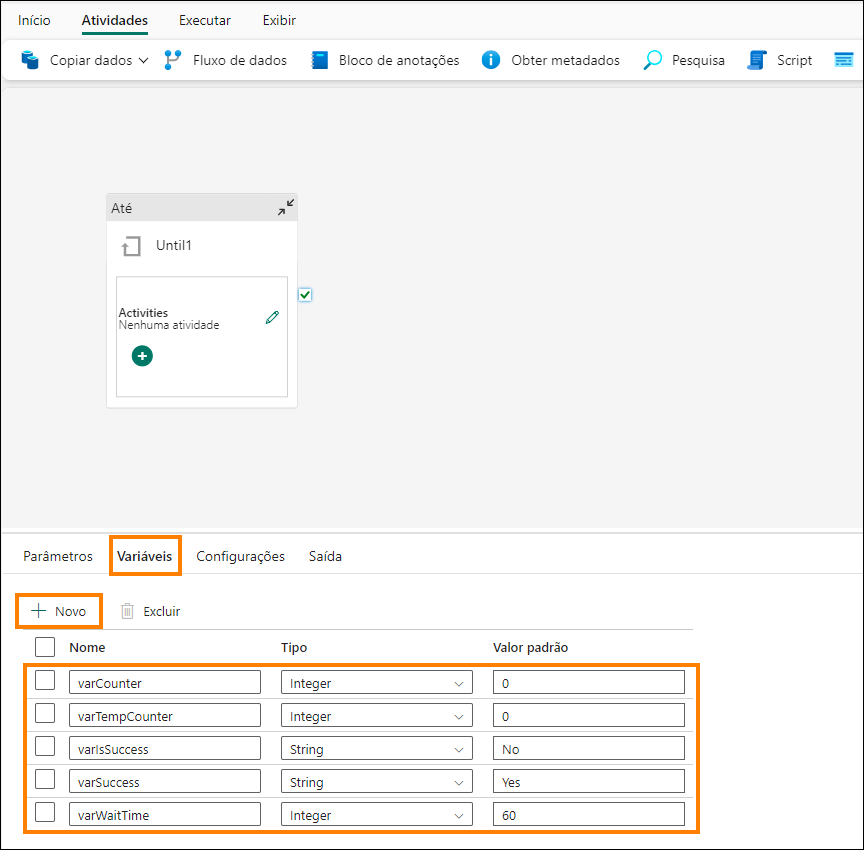 Início Atividades Executar Exibir
Copiar dados Fluxo de dados Bloco de anotações Obter metadados Pesquisa Script
Até
Until1
Activities
Nenhuma atividade
Parâmetros Variáveis Configurações Saída
Novo Excluir
Nome Tipo Valor padrão
varCounter Integer 0
varTempCounter Integer 0
varIsSuccess String No
varSuccess String Yes
varWaitTime Integer 60